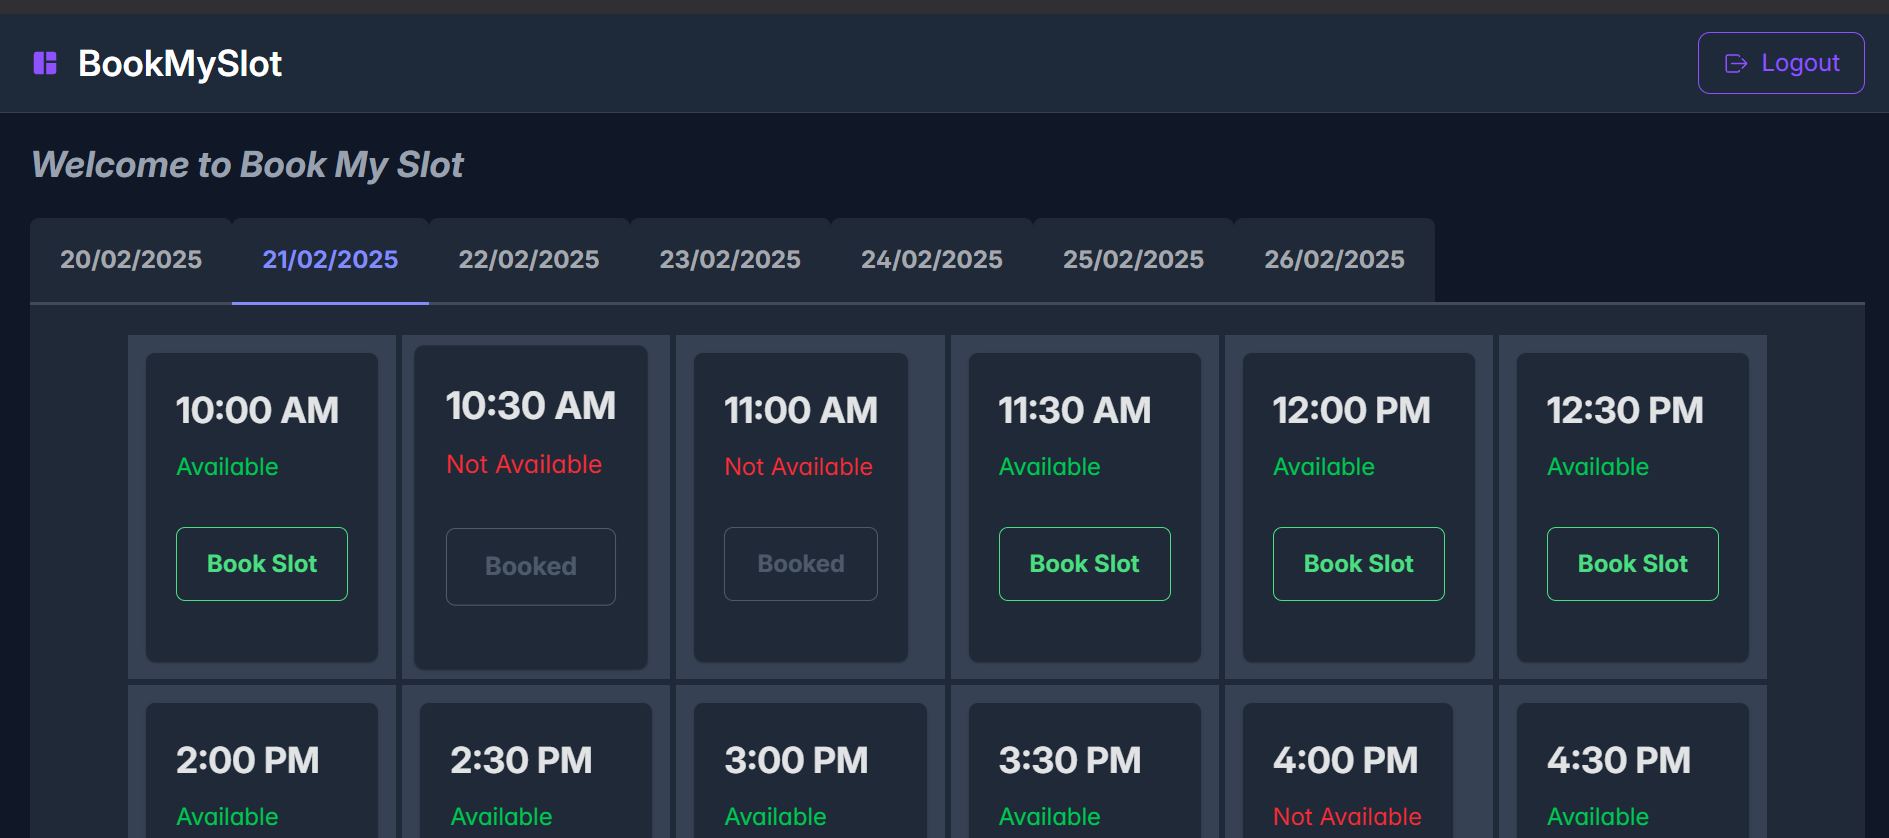 BookMySlot
Logout
Welcome to Book My Slot
20/02/2025 21/02/2025 22/02/2025 23/02/2025 24/02/2025 25/02/2025 26/02/2025
10:00 AM 10:30 AM 11:00 AM 11:30 AM 12:00 PM 12:30 PM
Available Not Available Not Available Available Available Available
Book Slot Booked Booked Book Slot Book Slot Book Slot
2:00 PM 2:30 PM 3:00 PM 3:30 PM 4:00 PM 4:30 PM
Available Available Available Available Not Available Available